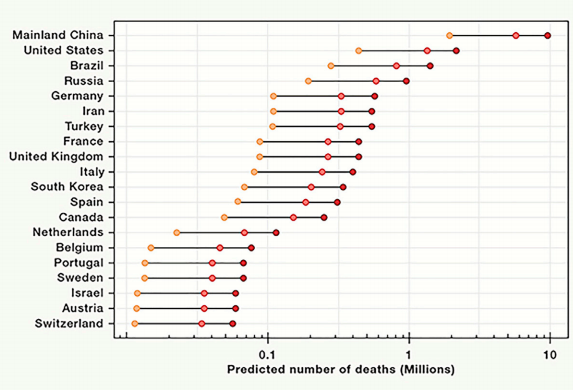 Mainland China
United States
Brazil
Russia
Germany
Iran
Turkey
France
United Kingdom
Italy
South Korea
Spain
Canada
Netherlands
Belgium
Portugal
Sweden
Israel
Austria
Switzerland
0.1 1 10
Predicted number of deaths (Millions)